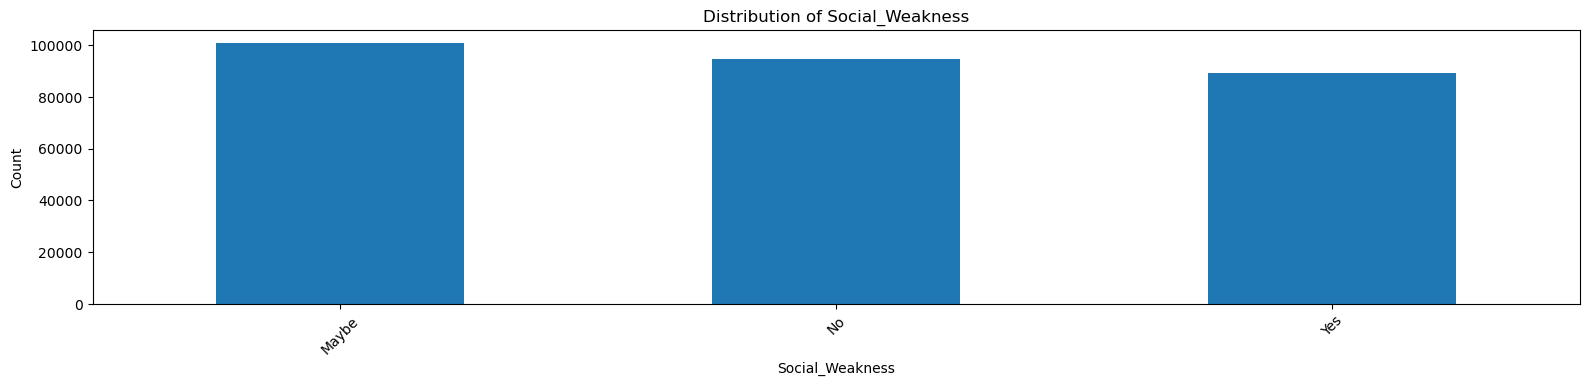 Distribution of Social_Weakness
Count
100000
80000
60000
40000
20000
0
Maybe
No
Yes
Social_Weakness